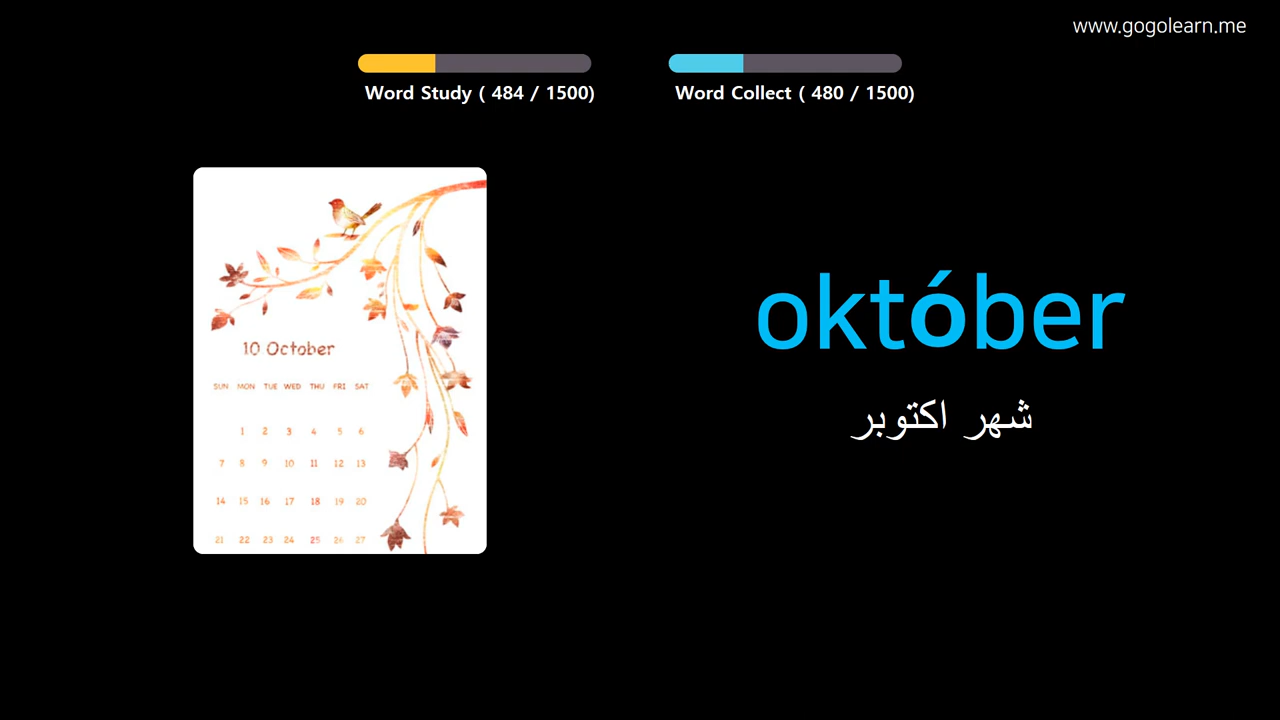 www.gogolearn.me
Word Study ( 484 / 1500)
Word Collect ( 480 / 1500)
10 October
SUN MON TUE WED THU FRI SAT
1 2 3 4 5 6
7 8 9 10 11 12 13
14 15 16 17 18 19 20
21 22 23 24 25 26 27
október
شهر اكتوبر